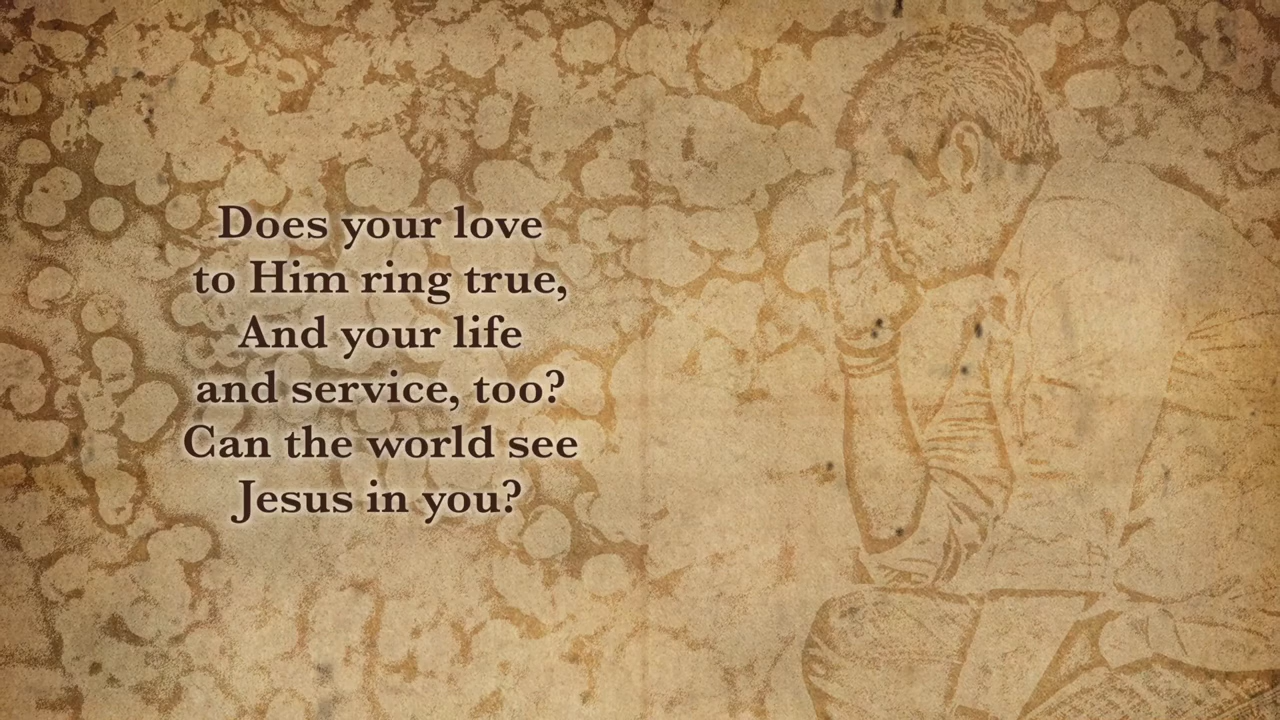 Does your love
to Him ring true,
And your life
and service, too?
Can the world see
Jesus in you?